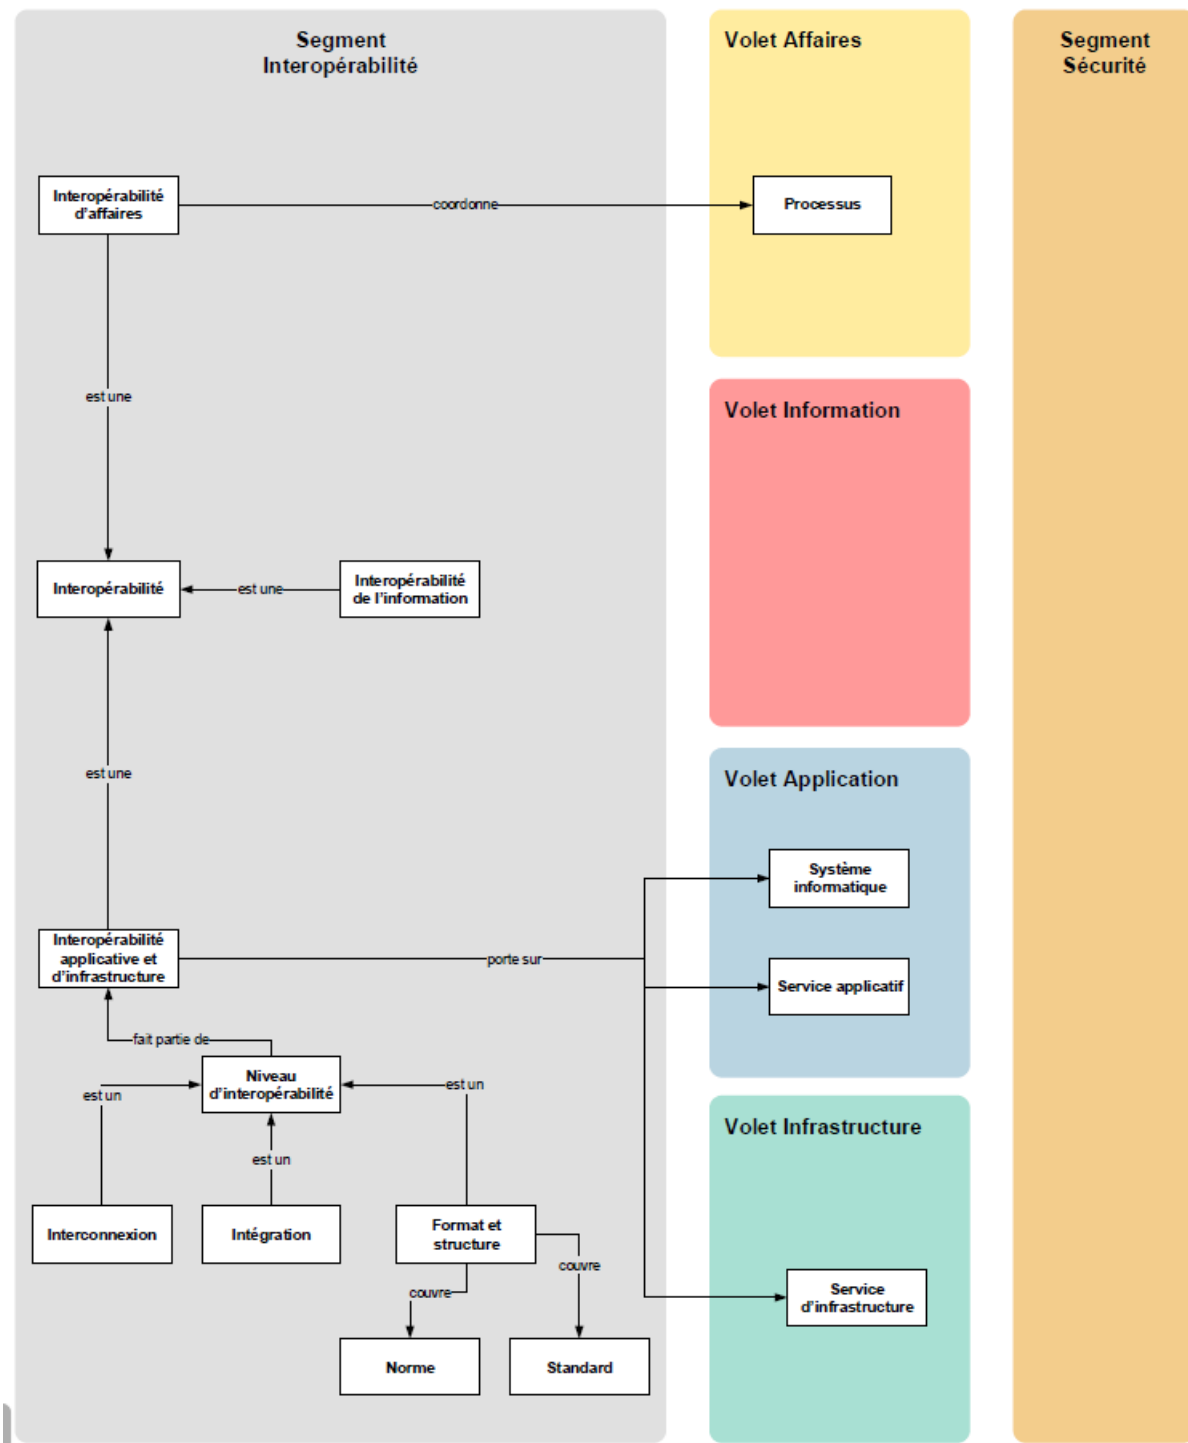 Segment
Interopérabilité
Volet Affaires
Segment
Sécurité
Interopérabilité
d'affaires
coordonne
Processus
est une
Volet Information
Interopérabilité
est une
Interopérabilité
de l'information
est une
Volet Application
Système
informatique
Interopérabilité
applicative et
d'infrastructure
porte sur
Service applicatif
fait partie de
Niveau
d'interopérabilité
est un
est un
est un
Volet Infrastructure
Interconnexion
Intégration
Format et
structure
couvre
couvre
Service
d'infrastructure
Norme
Standard